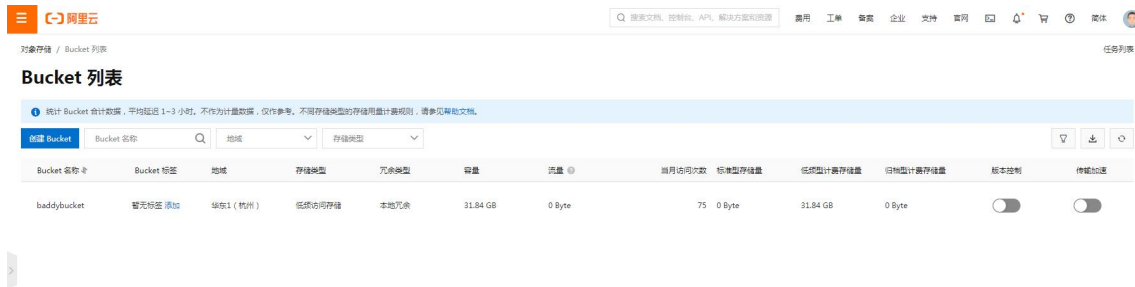 阿里云
搜索文档、控制台、API、解决方案和资源 费用 工单 备案 企业 支持 官网 简体
对象存储 / Bucket 列表 任务列表
Bucket 列表
统计 Bucket 合计数据，平均延迟 1~3 小时。不作为计量数据，仅作参考。不同存储类型的存储用量计费规则，请参见帮助文档。
创建 Bucket Bucket 名称 地域 存储类型
Bucket 名称 Bucket 标签 地域 存储类型 冗余类型 容量 流量 当月访问次数 标准型存储量 低频型计费存储量 归档型计费存储量 版本控制 传输加速
baddybucket 暂无标签 添加 华东1（杭州） 低频访问存储 本地冗余 31.84 GB 0 Byte 75 0 Byte 31.84 GB 0 Byte